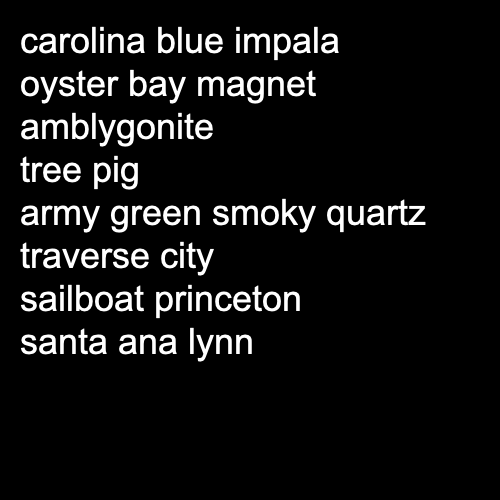 carolina blue impala
oyster bay magnet
amblygonite
tree pig
army green smoky quartz
traverse city
sailboat princeton
santa ana lynn